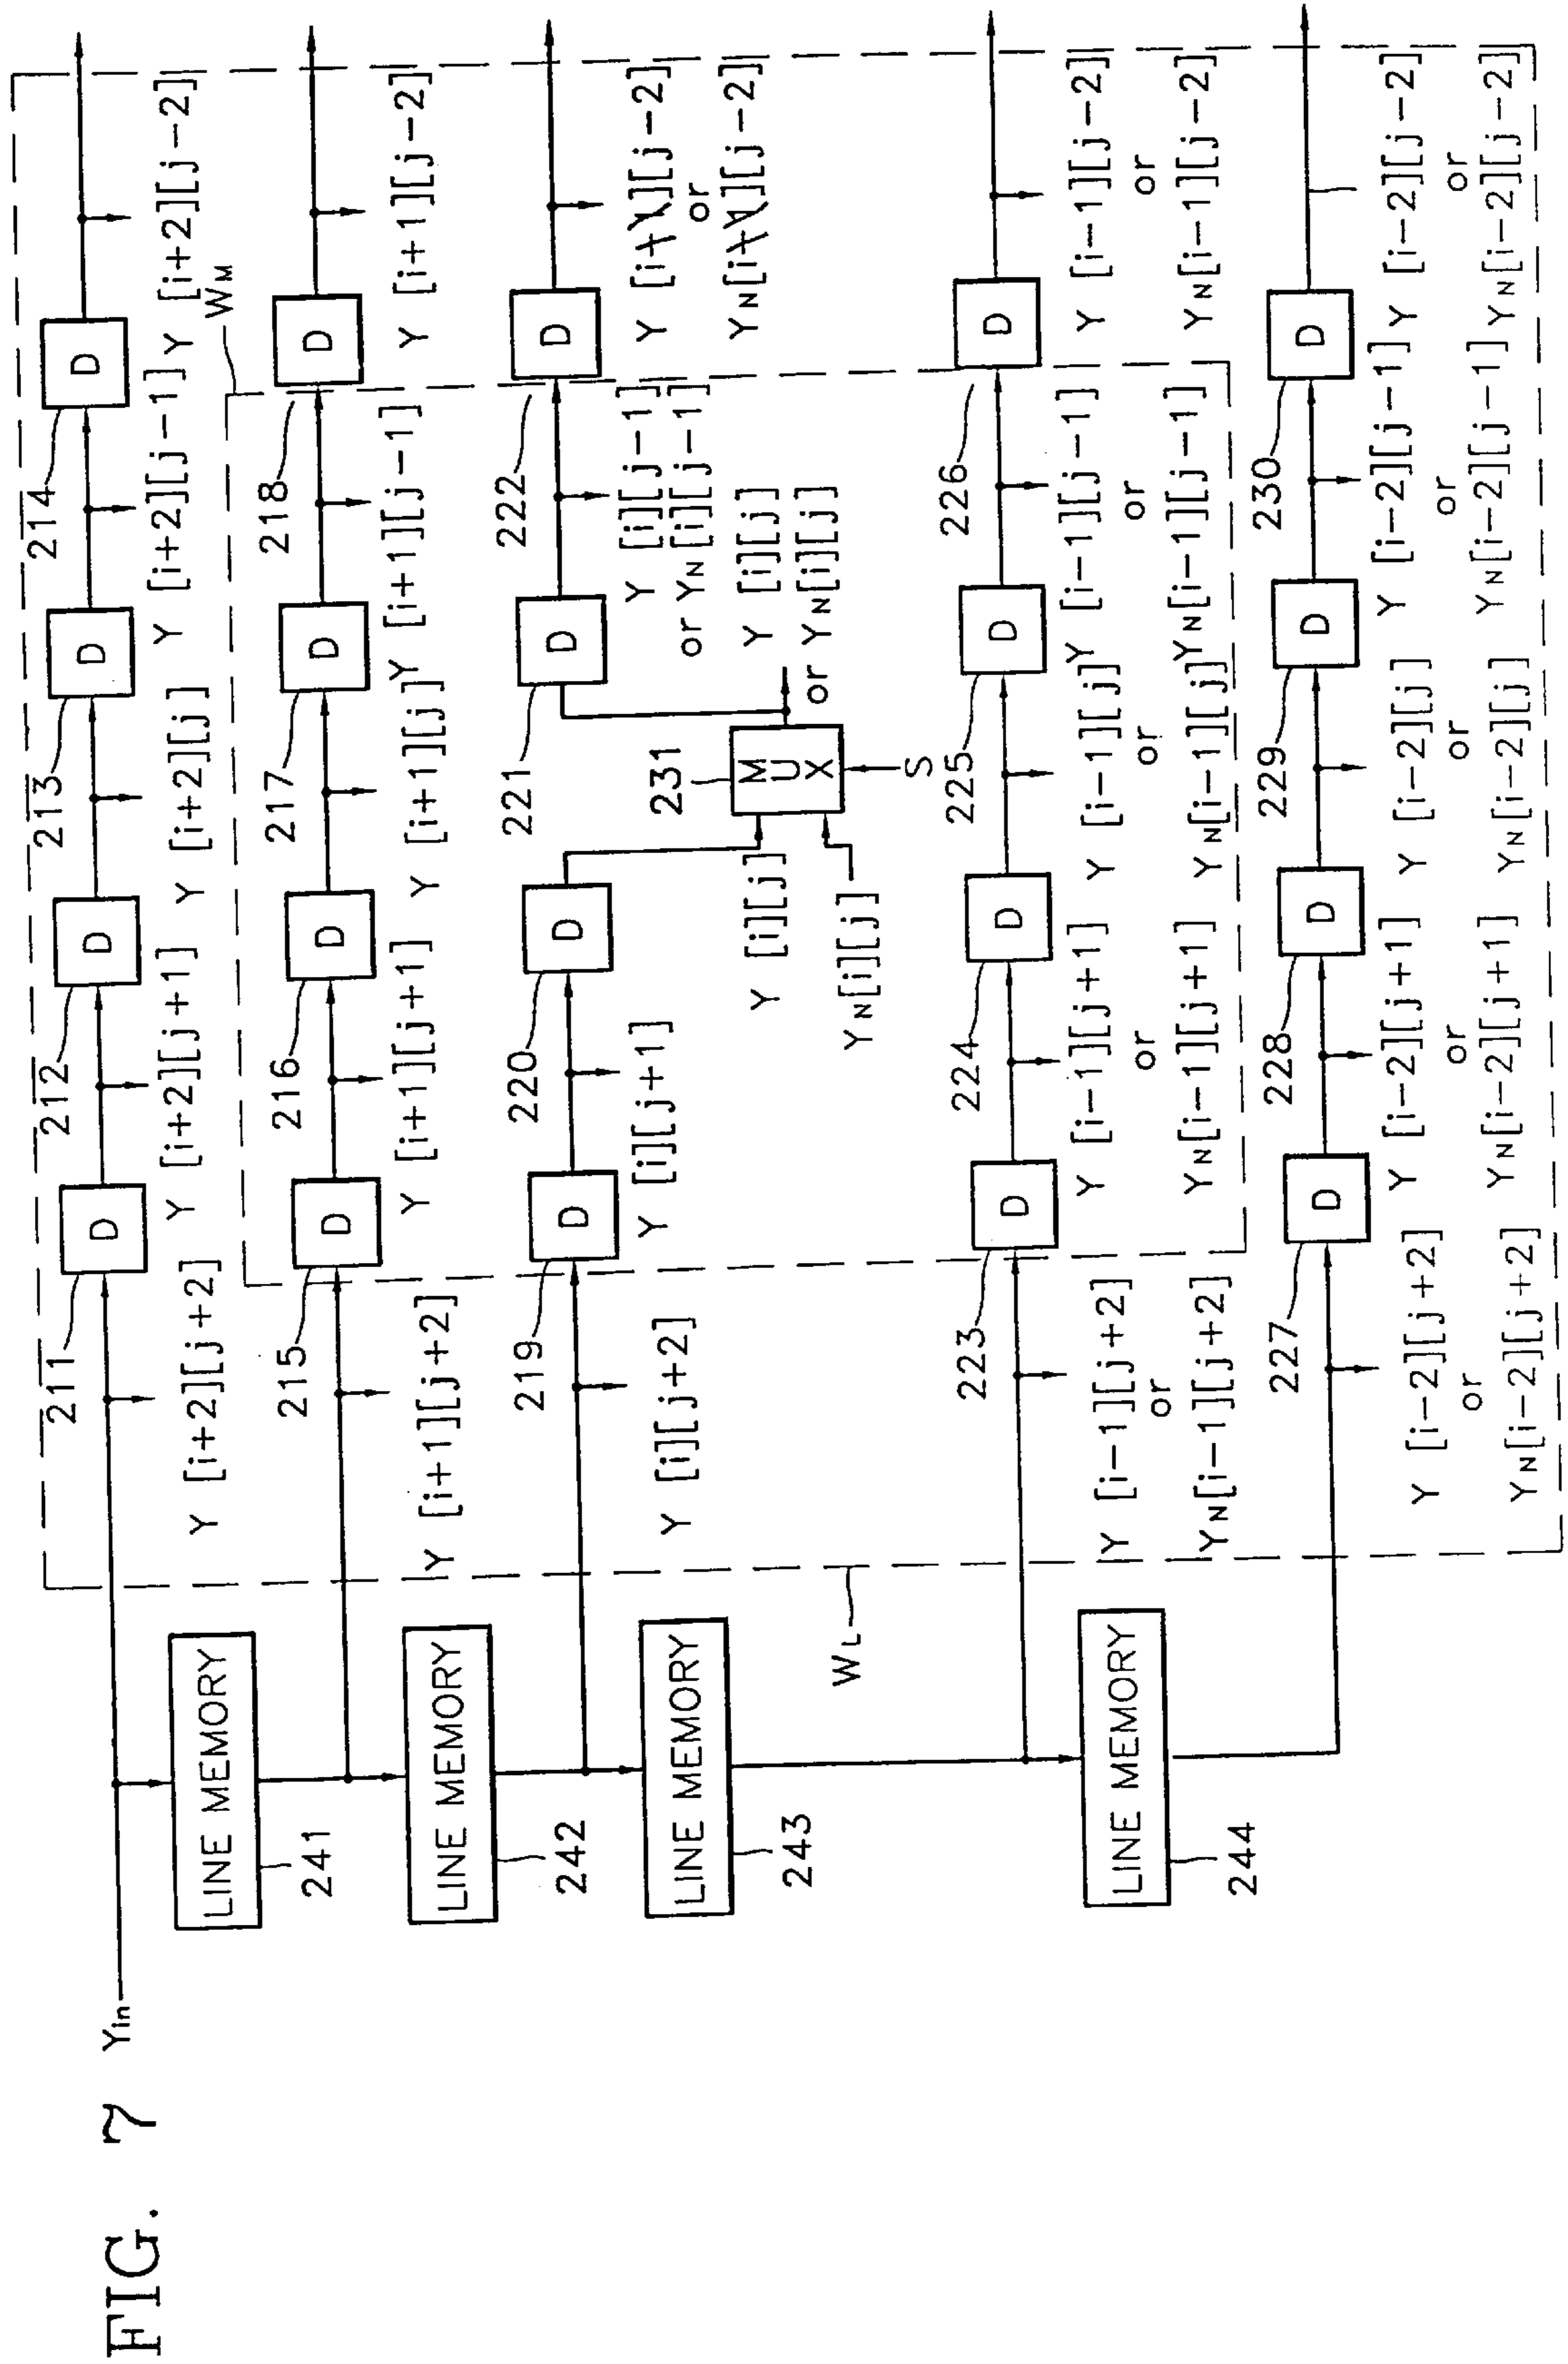 FIG. 7
Yin
211
212
213
214
D
D
D
D
Y [i+2][j+2]
Y [i+2][j+1]
Y [i+2][j]
Y [i+2][j-1]
Y [i+2][j-2]
WM
LINE MEMORY
241
215
216
217
218
D
D
D
D
Y [i+1][j+2]
Y [i+1][j+1]
Y [i+1][j]
Y [i+1][j-1]
Y [i+1][j-2]
LINE MEMORY
242
219
220
221
222
D
D
D
D
Y [i][j+2]
Y [i][j+1]
Y [i][j-1]
or YN[i][j-1]
Y [i][j-2]
or
YN[i][j-2]
LINE MEMORY
243
231
MUX
S
Y [i][j]
YN[i][j]
Y [i][j]
or YN[i][j]
WL
223
224
225
226
D
D
D
D
Y [i-1][j+2]
or
YN[i-1][j+2]
Y [i-1][j+1]
or
YN[i-1][j+1]
Y [i-1][j]
or
YN[i-1][j]
Y [i-1][j-1]
or
YN[i-1][j-1]
Y [i-1][j-2]
or
YN[i-1][j-2]
LINE MEMORY
244
227
228
229
230
D
D
D
D
Y [i-2][j+2]
or
YN[i-2][j+2]
Y [i-2][j+1]
or
YN[i-2][j+1]
Y [i-2][j]
or
YN[i-2][j]
Y [i-2][j-1]
or
YN[i-2][j-1]
Y [i-2][j-2]
or
YN[i-2][j-2]